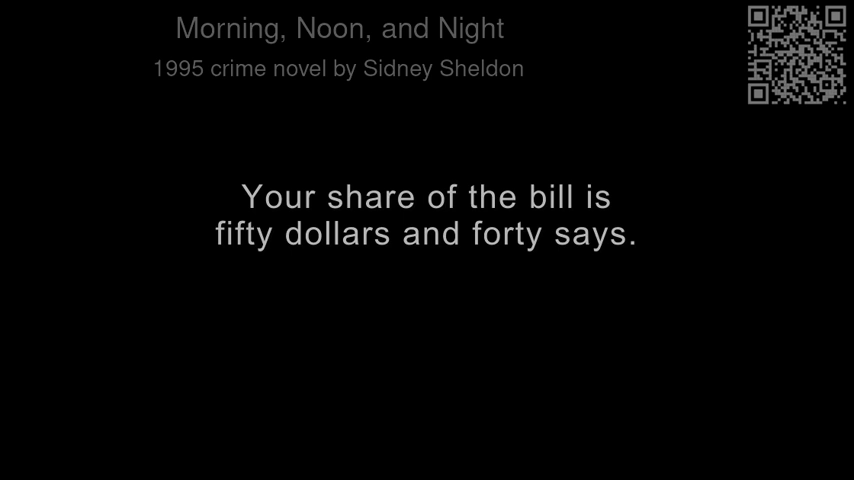 Morning, Noon, and Night
1995 crime novel by Sidney Sheldon
Your share of the bill is
fifty dollars and forty says.